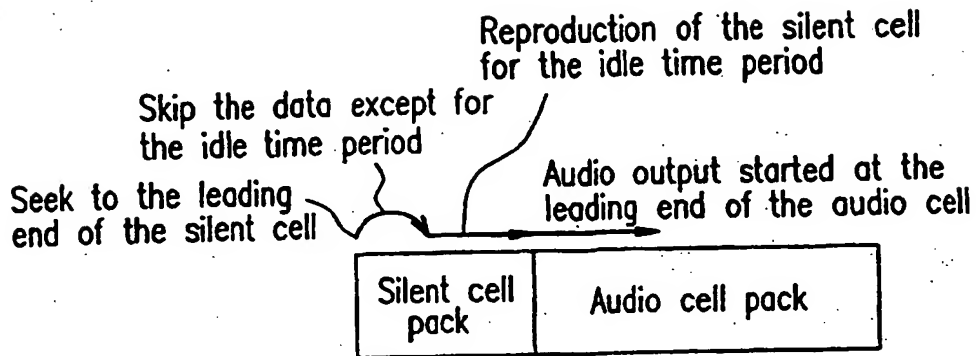 Reproduction of the silent cell
for the idle time period
Skip the data except for
the idle time period
Audio output started at the
leading end of the audio cell
Seek to the leading
end of the silent cell
Silent cell
pack
Audio cell pack